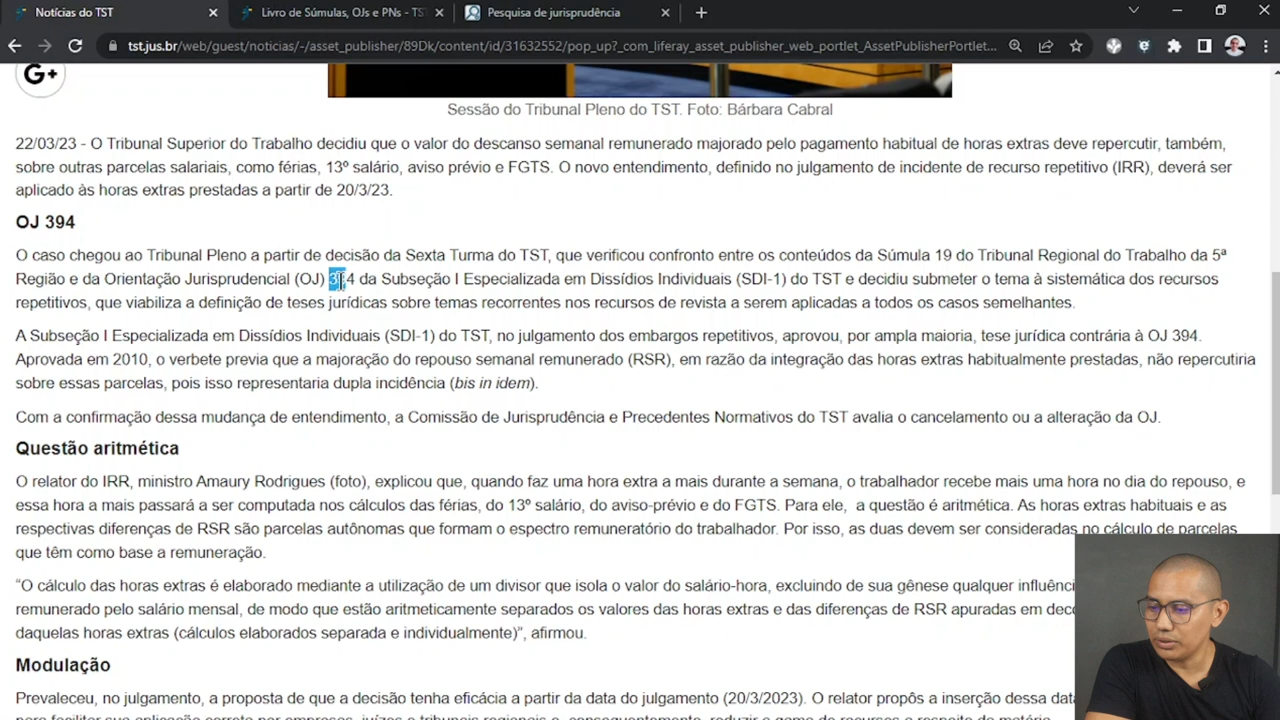 Notícias do TST
Livro de Súmulas, OJs e PNs - TST
Pesquisa de jurisprudência
tst.jus.br/web/guest/noticias/-/asset_publisher/89Dk/content/id/31632552/pop_up?_com_liferay_asset_publisher_web_portlet_AssetPublisherPortlet...
G+
Sessão do Tribunal Pleno do TST. Foto: Bárbara Cabral
22/03/23 - O Tribunal Superior do Trabalho decidiu que o valor do descanso semanal remunerado majorado pelo pagamento habitual de horas extras deve repercutir, também,
sobre outras parcelas salariais, como férias, 13º salário, aviso prévio e FGTS. O novo entendimento, definido no julgamento de incidente de recurso repetitivo (IRR), deverá ser
aplicado às horas extras prestadas a partir de 20/3/23.
OJ 394
O caso chegou ao Tribunal Pleno a partir de decisão da Sexta Turma do TST, que verificou confronto entre os conteúdos da Súmula 19 do Tribunal Regional do Trabalho da 5ª
Região e da Orientação Jurisprudencial (OJ) 394 da Subseção I Especializada em Dissídios Individuais (SDI-1) do TST e decidiu submeter o tema à sistemática dos recursos
repetitivos, que viabiliza a definição de teses jurídicas sobre temas recorrentes nos recursos de revista a serem aplicadas a todos os casos semelhantes.
A Subseção I Especializada em Dissídios Individuais (SDI-1) do TST, no julgamento dos embargos repetitivos, aprovou, por ampla maioria, tese jurídica contrária à OJ 394.
Aprovada em 2010, o verbete previa que a majoração do repouso semanal remunerado (RSR), em razão da integração das horas extras habitualmente prestadas, não repercutiria
sobre essas parcelas, pois isso representaria dupla incidência (bis in idem).
Com a confirmação dessa mudança de entendimento, a Comissão de Jurisprudência e Precedentes Normativos do TST avalia o cancelamento ou a alteração da OJ.
Questão aritmética
O relator do IRR, ministro Amaury Rodrigues (foto), explicou que, quando faz uma hora extra a mais durante a semana, o trabalhador recebe mais uma hora no dia do repouso, e
essa hora a mais passará a ser computada nos cálculos das férias, do 13º salário, do aviso-prévio e do FGTS. Para ele, a questão é aritmética. As horas extras habituais e as
respectivas diferenças de RSR são parcelas autônomas que formam o espectro remuneratório do trabalhador. Por isso, as duas devem ser consideradas no cálculo de parcelas
que têm como base a remuneração.
“O cálculo das horas extras é elaborado mediante a utilização de um divisor que isola o valor do salário-hora, excluindo de sua gênese qualquer
remunerado pelo salário mensal, de modo que estão aritmeticamente separados os valores das horas extras e das diferenças de RSR apuradas em
daquelas horas extras (cálculos elaborados separada e individualmente)”, afirmou.
Modulação
Prevaleceu, no julgamento, a proposta de que a decisão tenha eficácia a partir da data do julgamento (20/3/2023). O relator propôs a inserção dessa data